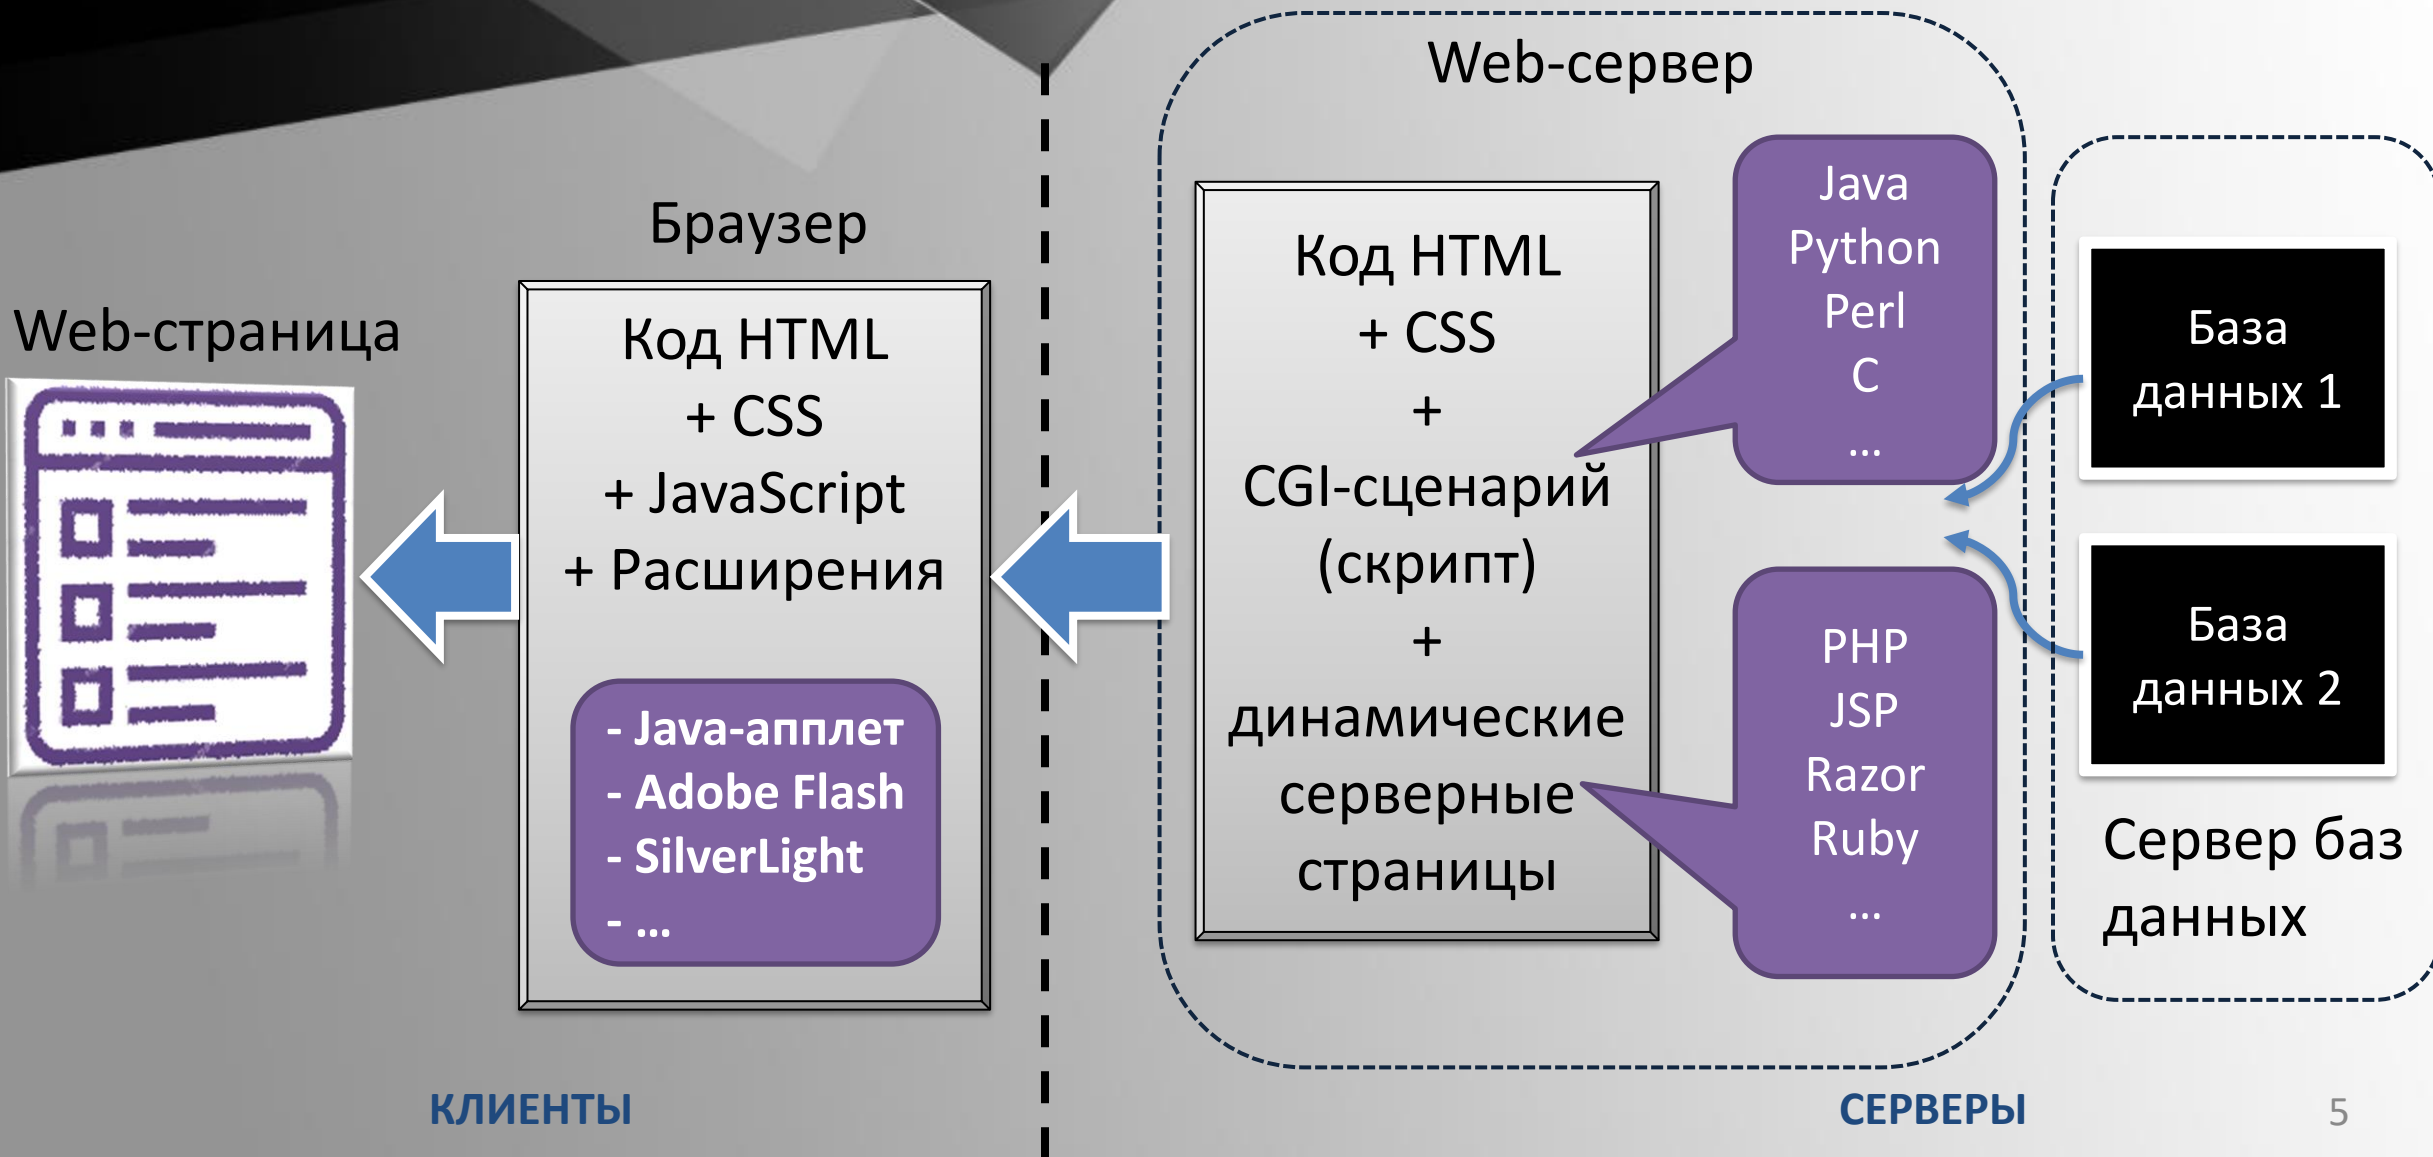 Web-страница
Браузер
Код HTML
+ CSS
+ JavaScript
+ Расширения
- Java-апплет
- Adobe Flash
- SilverLight
- ...
КЛИЕНТЫ
Web-сервер
Код HTML
+ CSS
+
CGI-сценарий
(скрипт)
+
динамические
серверные
страницы
Java
Python
Perl
C
...
PHP
JSP
Razor
Ruby
...
База
данных 1
База
данных 2
Сервер баз
данных
СЕРВЕРЫ
5